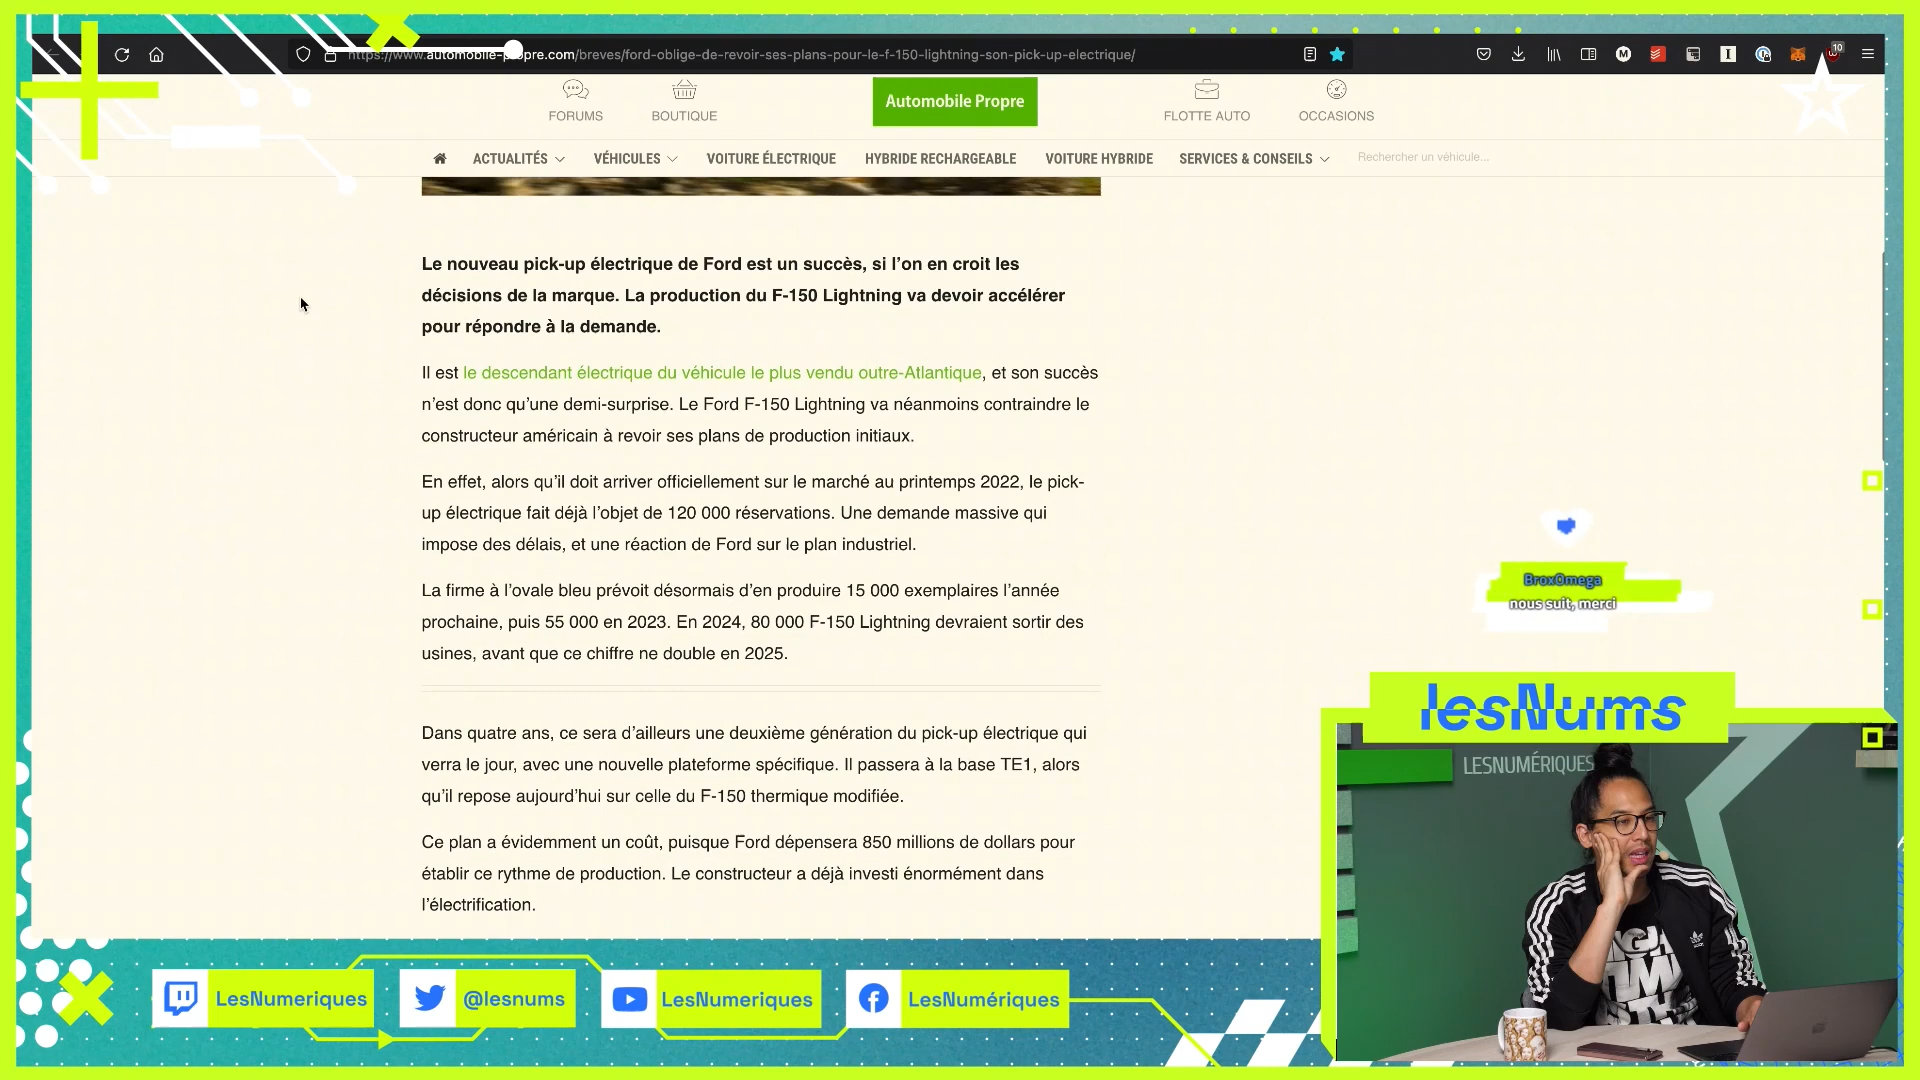 https://www.automobile-propre.com/breves/ford-oblige-de-revoir-ses-plans-pour-le-f-150-lightning-son-pick-up-electrique/
10
FORUMS
BOUTIQUE
Automobile Propre
FLOTTE AUTO
OCCASIONS
ACTUALITÉS
VÉHICULES
VOITURE ÉLECTRIQUE
HYBRIDE RECHARGEABLE
VOITURE HYBRIDE
SERVICES & CONSEILS
Rechercher un véhicule...
Le nouveau pick-up électrique de Ford est un succès, si l’on en croit les
décisions de la marque. La production du F-150 Lightning va devoir accélérer
pour répondre à la demande.
Il est le descendant électrique du véhicule le plus vendu outre-Atlantique, et son succès
n’est donc qu’une demi-surprise. Le Ford F-150 Lightning va néanmoins contraindre le
constructeur américain à revoir ses plans de production initiaux.
En effet, alors qu’il doit arriver officiellement sur le marché au printemps 2022, le pick-
up électrique fait déjà l’objet de 120 000 réservations. Une demande massive qui
impose des délais, et une réaction de Ford sur le plan industriel.
La firme à l’ovale bleu prévoit désormais d’en produire 15 000 exemplaires l’année
prochaine, puis 55 000 en 2023. En 2024, 80 000 F-150 Lightning devraient sortir des
usines, avant que ce chiffre ne double en 2025.
Dans quatre ans, ce sera d’ailleurs une deuxième génération du pick-up électrique qui
verra le jour, avec une nouvelle plateforme spécifique. Il passera à la base TE1, alors
qu’il repose aujourd’hui sur celle du F-150 thermique modifiée.
Ce plan a évidemment un coût, puisque Ford dépensera 850 millions de dollars pour
établir ce rythme de production. Le constructeur a déjà investi énormément dans
l’électrification.
BroxOmega
nous suit, merci
lesNums
LESNUMÉRIQUES
LesNumeriques
@lesnums
LesNumeriques
LesNumériques